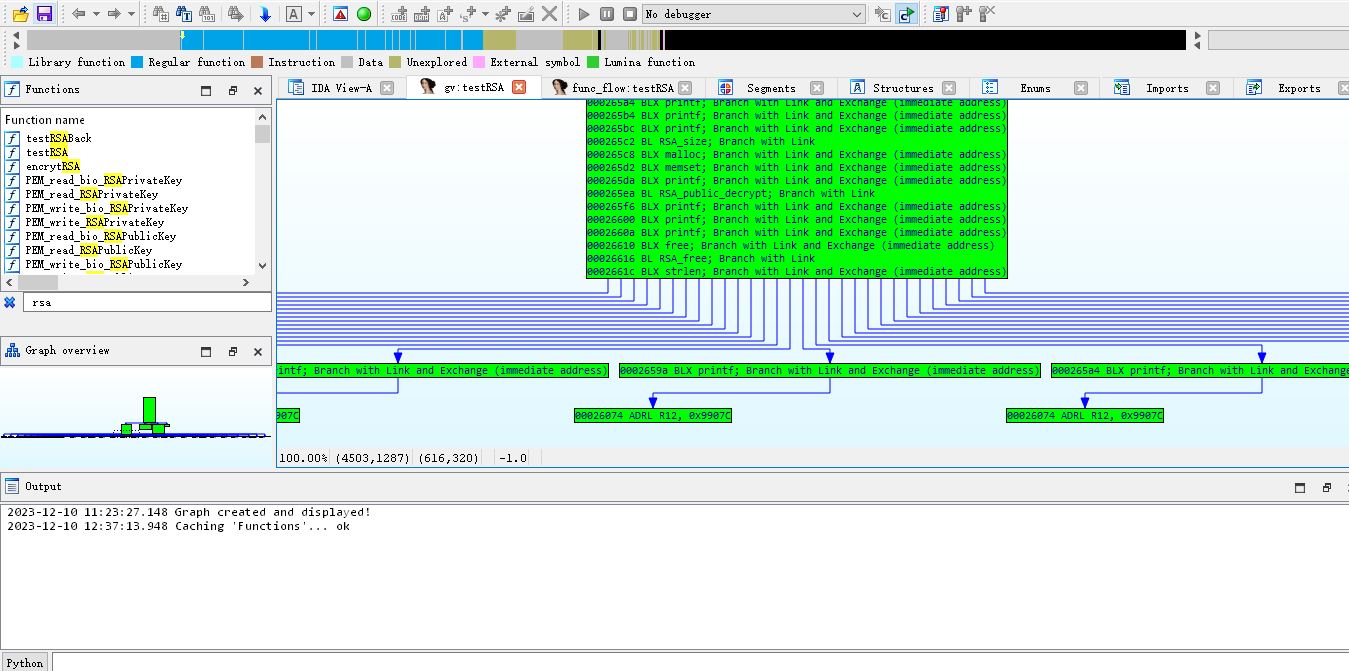 No debugger
Library function Regular function Instruction Data Unexplored External symbol Lumina function
Functions
IDA View-A gv:testRSA func_flow:testRSA Segments Structures Enums Imports Exports
Function name
testRSABack
testRSA
encrytRSA
PEM_read_bio_RSAPrivateKey
PEM_read_RSAPrivateKey
PEM_write_bio_RSAPrivateKey
PEM_write_RSAPrivateKey
PEM_read_bio_RSAPublicKey
PEM_read_RSAPublicKey
PEM_write_bio_RSAPublicKey
rsa
Graph overview
000265a4 BLX printf; Branch with Link and Exchange (immediate address)
000265b4 BLX printf; Branch with Link and Exchange (immediate address)
000265bc BLX printf; Branch with Link and Exchange (immediate address)
000265c2 BL RSA_size; Branch with Link
000265c8 BLX malloc; Branch with Link and Exchange (immediate address)
000265d2 BLX memset; Branch with Link and Exchange (immediate address)
000265da BLX printf; Branch with Link and Exchange (immediate address)
000265ea BL RSA_public_decrypt; Branch with Link
000265f6 BLX printf; Branch with Link and Exchange (immediate address)
00026600 BLX printf; Branch with Link and Exchange (immediate address)
0002660a BLX printf; Branch with Link and Exchange (immediate address)
00026610 BLX free; Branch with Link and Exchange (immediate address)
00026616 BL RSA_free; Branch with Link
0002661c BLX strlen; Branch with Link and Exchange (immediate address)
intf; Branch with Link and Exchange (immediate address)
0002659a BLX printf; Branch with Link and Exchange (immediate address)
000265a4 BLX printf; Branch with Link and Exchange
907C
00026074 ADRL R12, 0x9907C
00026074 ADRL R12, 0x9907C
100.00% (4503,1287) (616,320) -1.0
Output
2023-12-10 11:23:27.148 Graph created and displayed!
2023-12-10 12:37:13.948 Caching 'Functions'... ok
Python